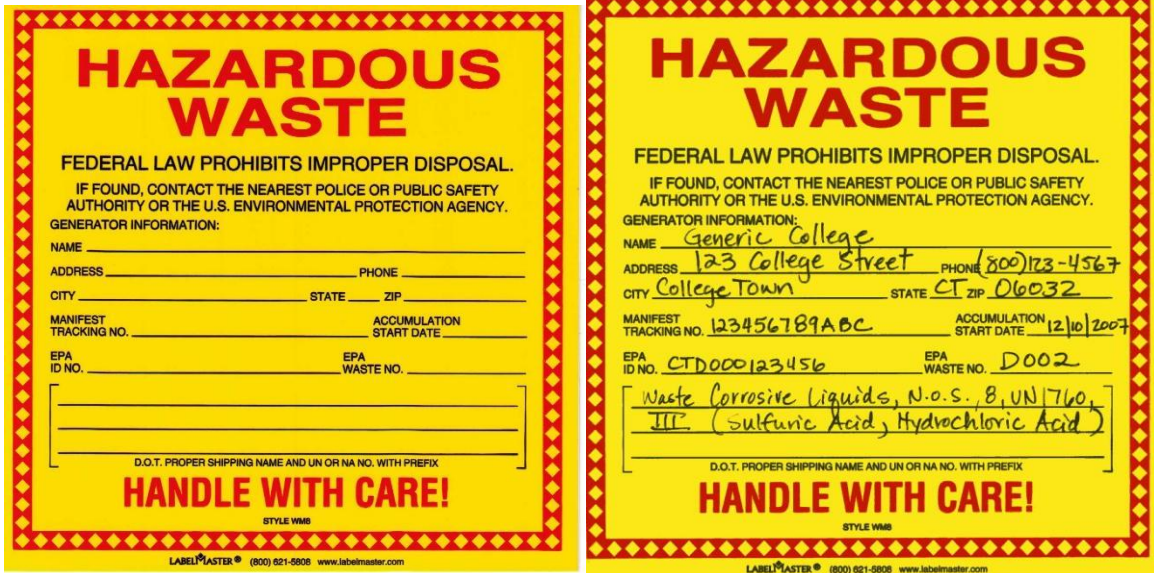 HAZARDOUS
WASTE
FEDERAL LAW PROHIBITS IMPROPER DISPOSAL.
IF FOUND, CONTACT THE NEAREST POLICE OR PUBLIC SAFETY
AUTHORITY OR THE U.S. ENVIRONMENTAL PROTECTION AGENCY.
GENERATOR INFORMATION:
NAME
ADDRESS PHONE
CITY STATE ZIP
MANIFEST TRACKING NO. ACCUMULATION START DATE
EPA ID NO. EPA WASTE NO.
D.O.T. PROPER SHIPPING NAME AND UN OR NA NO. WITH PREFIX
HANDLE WITH CARE!
STYLE WM8
LABELMASTER® (800) 621-5808 www.labelmaster.com
HAZARDOUS
WASTE
FEDERAL LAW PROHIBITS IMPROPER DISPOSAL.
IF FOUND, CONTACT THE NEAREST POLICE OR PUBLIC SAFETY
AUTHORITY OR THE U.S. ENVIRONMENTAL PROTECTION AGENCY.
GENERATOR INFORMATION:
NAME Generic College
ADDRESS 123 College Street PHONE (800)123-4567
CITY College Town STATE CT ZIP 06032
MANIFEST TRACKING NO. 123456789ABC ACCUMULATION START DATE 12/10/2007
EPA ID NO. CTD000123456 EPA WASTE NO. D002
Waste Corrosive Liquids, N.O.S., 8, UN1760,
III (Sulfuric Acid, Hydrochloric Acid)
D.O.T. PROPER SHIPPING NAME AND UN OR NA NO. WITH PREFIX
HANDLE WITH CARE!
STYLE WM8
LABELMASTER® (800) 621-5808 www.labelmaster.com